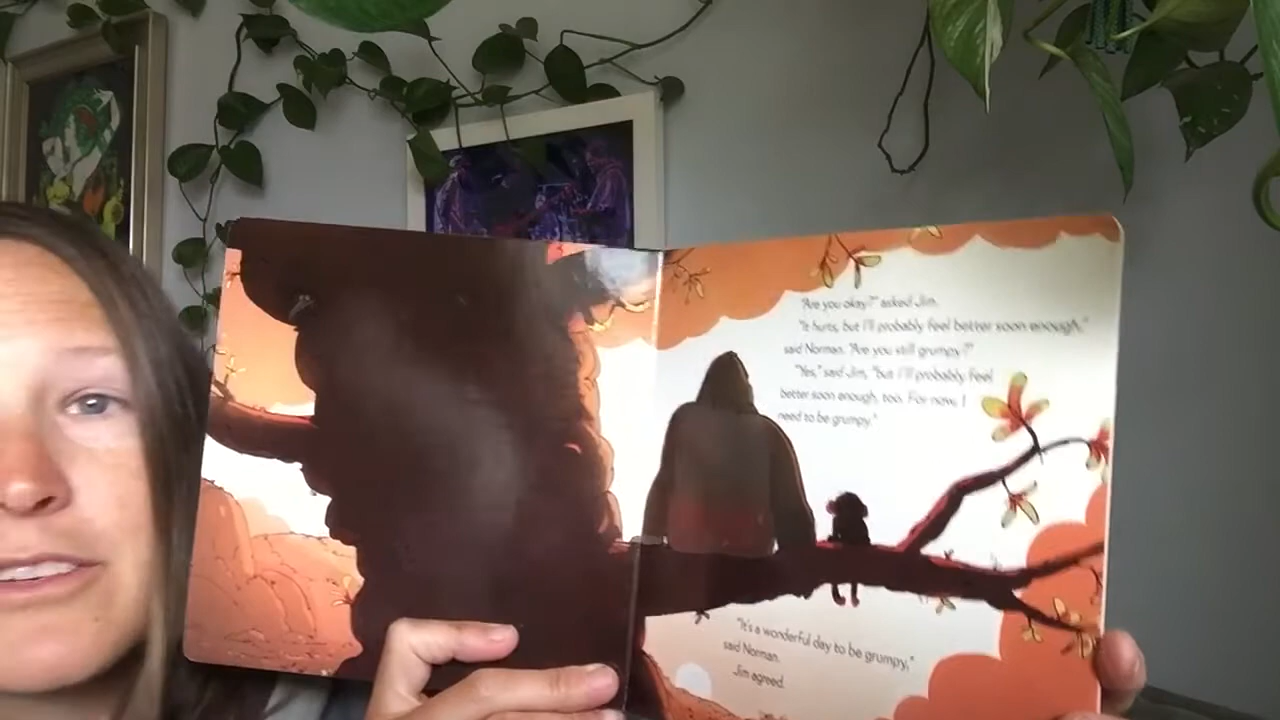 "Are you okay?" asked Jim.
"It hurts, but I'll probably feel better soon enough,"
said Norman. "Are you still grumpy?"
"Yes," said Jim, "but I'll probably feel
better soon enough, too. For now, I
need to be grumpy."
"It's a wonderful day to be grumpy,"
said Norman.
Jim agreed.